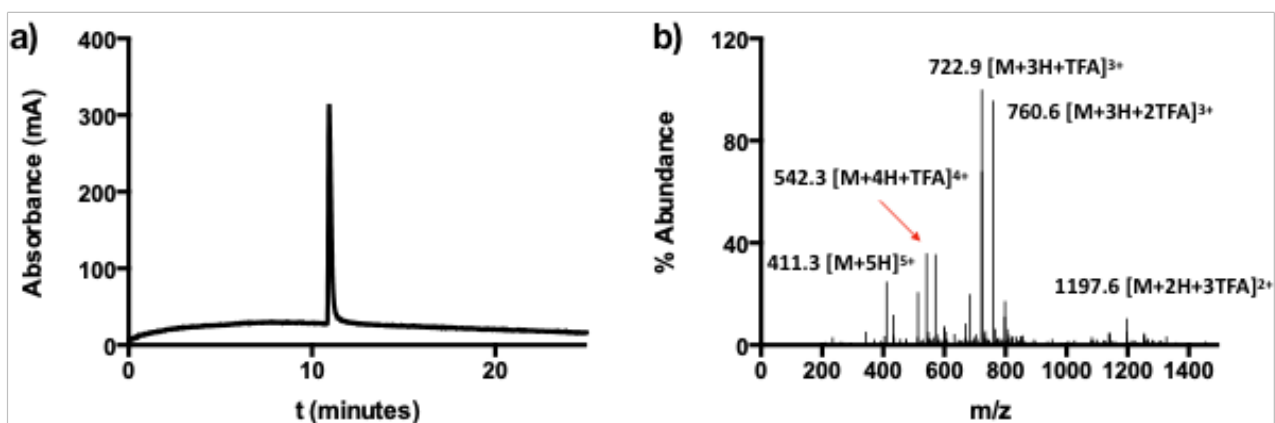 a)
400
300
200
100
0
Absorbance (mA)
0 10 20
t (minutes)
b)
120
80
40
0
% Abundance
722.9 [M+3H+TFA]³⁺
760.6 [M+3H+2TFA]³⁺
542.3 [M+4H+TFA]⁴⁺
411.3 [M+5H]⁵⁺
1197.6 [M+2H+3TFA]²⁺
0 200 400 600 800 1000 1200 1400
m/z